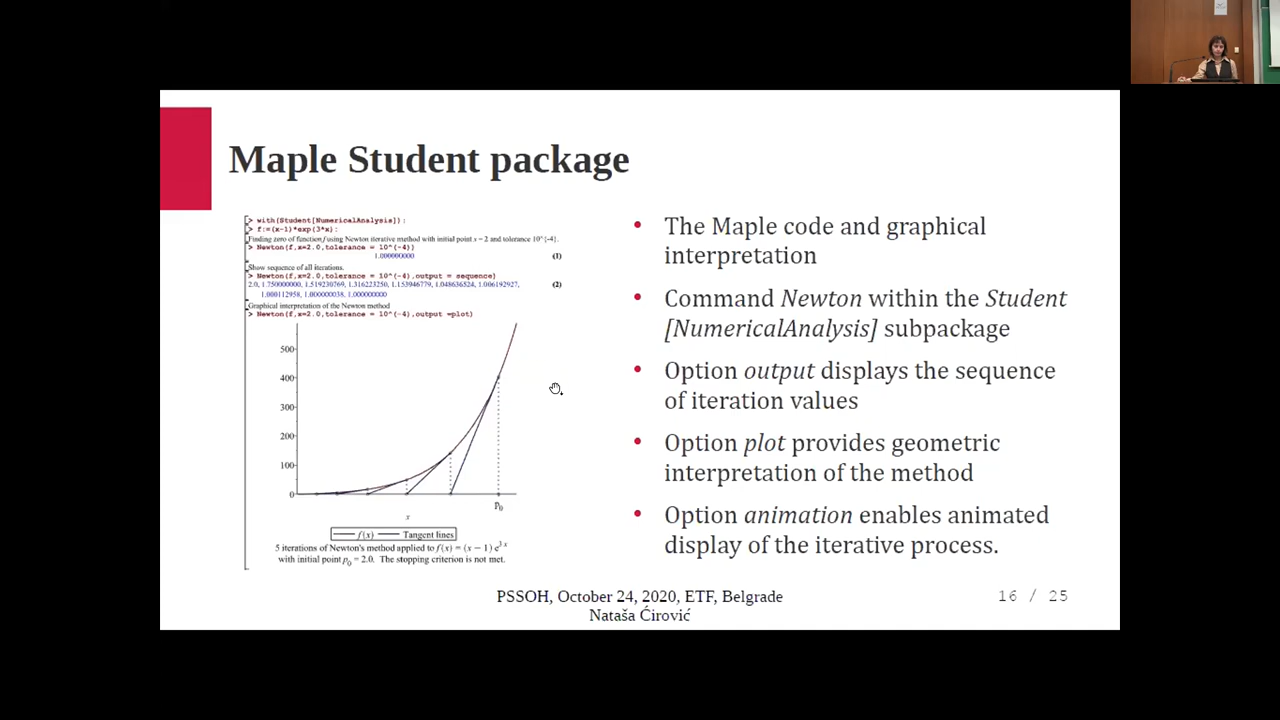 Maple Student package
> with(Student[NumericalAnalysis]):
> f:=(x-1)*exp(3*x):
Finding zero of function f using Newton iterative method with initial point x = 2 and tolerance 10^{-4}.
> Newton(f,x=2.0,tolerance = 10^(-4))
1.000000000 (1)
Show sequence of all iterations.
> Newton(f,x=2.0,tolerance = 10^(-4),output = sequence)
2.0, 1.750000000, 1.519230769, 1.316223250, 1.153946779, 1.048636524, 1.006192927, (2)
1.000112958, 1.000000038, 1.000000000
Graphical interpretation of the Newton method
> Newton(f,x=2.0,tolerance = 10^(-4),output =plot)
500
400
300
200
100
0
p0
x
f(x) Tangent lines
5 iterations of Newton's method applied to f(x) = (x − 1) e^3x
with initial point p0 = 2.0. The stopping criterion is not met.
• The Maple code and graphical
interpretation
• Command Newton within the Student
[NumericalAnalysis] subpackage
• Option output displays the sequence
of iteration values
• Option plot provides geometric
interpretation of the method
• Option animation enables animated
display of the iterative process.
PSSOH, October 24, 2020, ETF, Belgrade
Nataša Ćirović
16 / 25